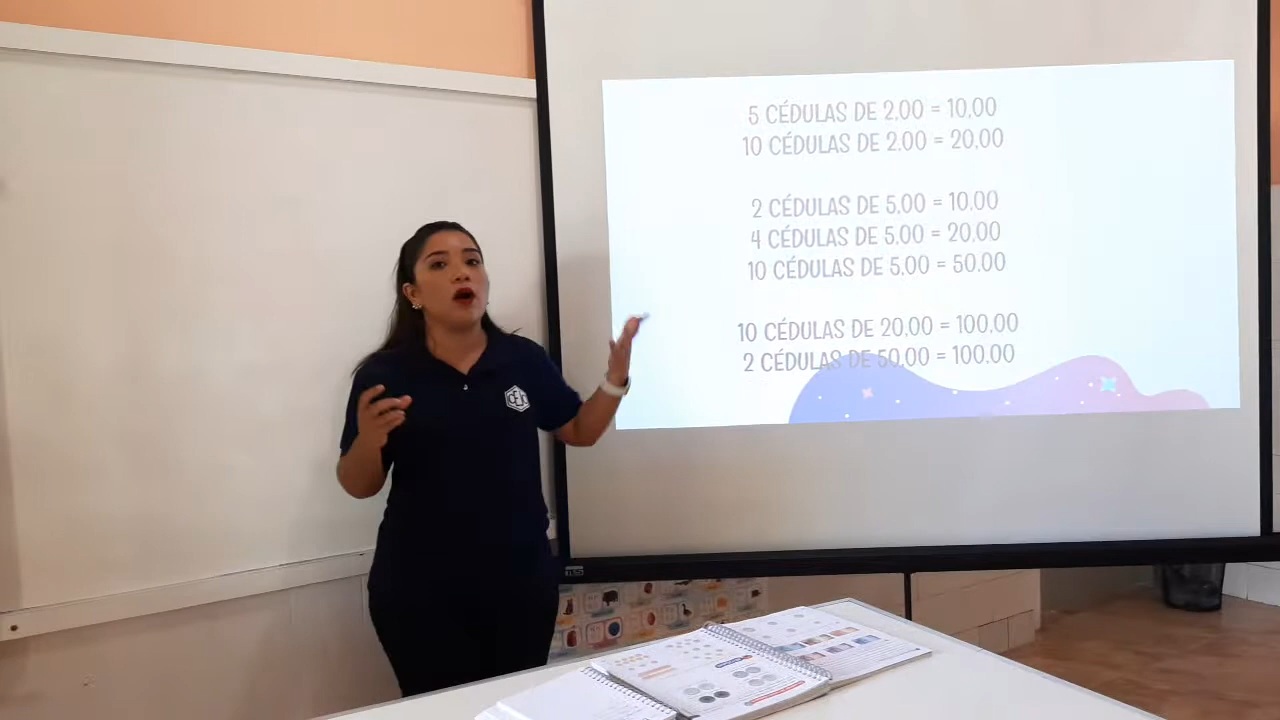 5 CÉDULAS DE 2,00 = 10,00
10 CÉDULAS DE 2,00 = 20,00
2 CÉDULAS DE 5,00 = 10,00
4 CÉDULAS DE 5,00 = 20,00
10 CÉDULAS DE 5,00 = 50,00
10 CÉDULAS DE 20,00 = 100,00
2 CÉDULAS DE 50,00 = 100,00